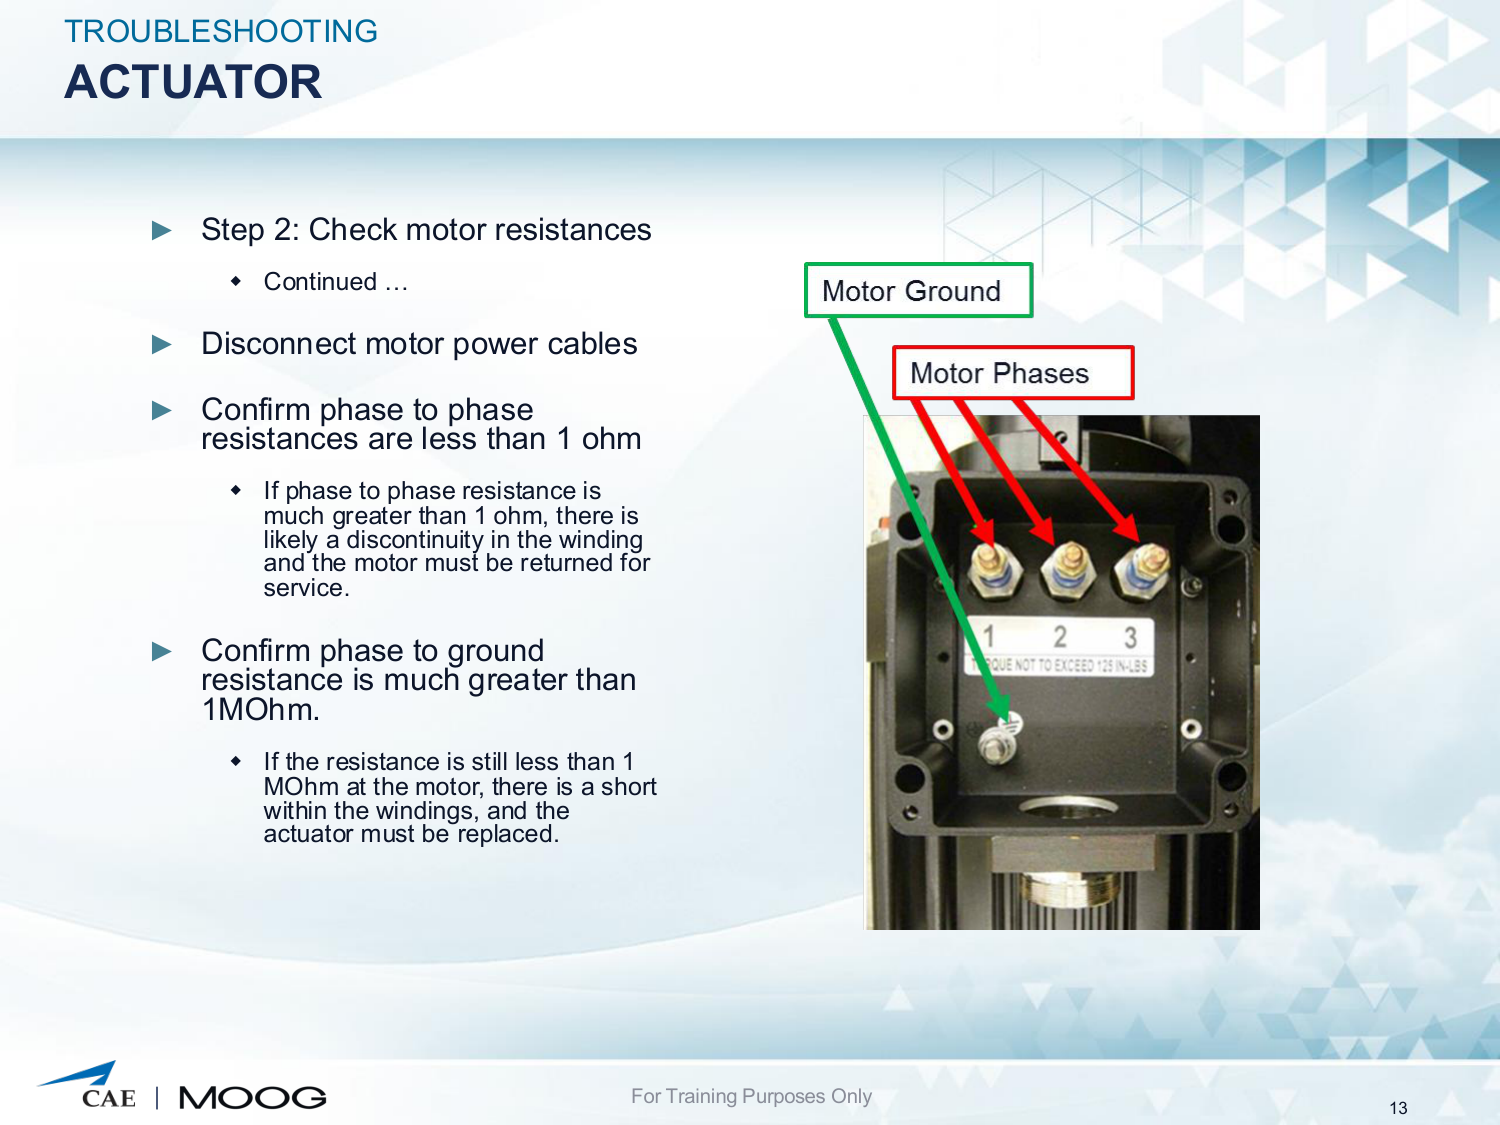 TROUBLESHOOTING
ACTUATOR
Step 2: Check motor resistances
Continued …
Disconnect motor power cables
Confirm phase to phase
resistances are less than 1 ohm
If phase to phase resistance is
much greater than 1 ohm, there is
likely a discontinuity in the winding
and the motor must be returned for
service.
Confirm phase to ground
resistance is much greater than
1MOhm.
If the resistance is still less than 1
MOhm at the motor, there is a short
within the windings, and the
actuator must be replaced.
Motor Ground
Motor Phases
1 2 3
TORQUE NOT TO EXCEED 125 IN-LBS
CAE | MOOG
For Training Purposes Only
13